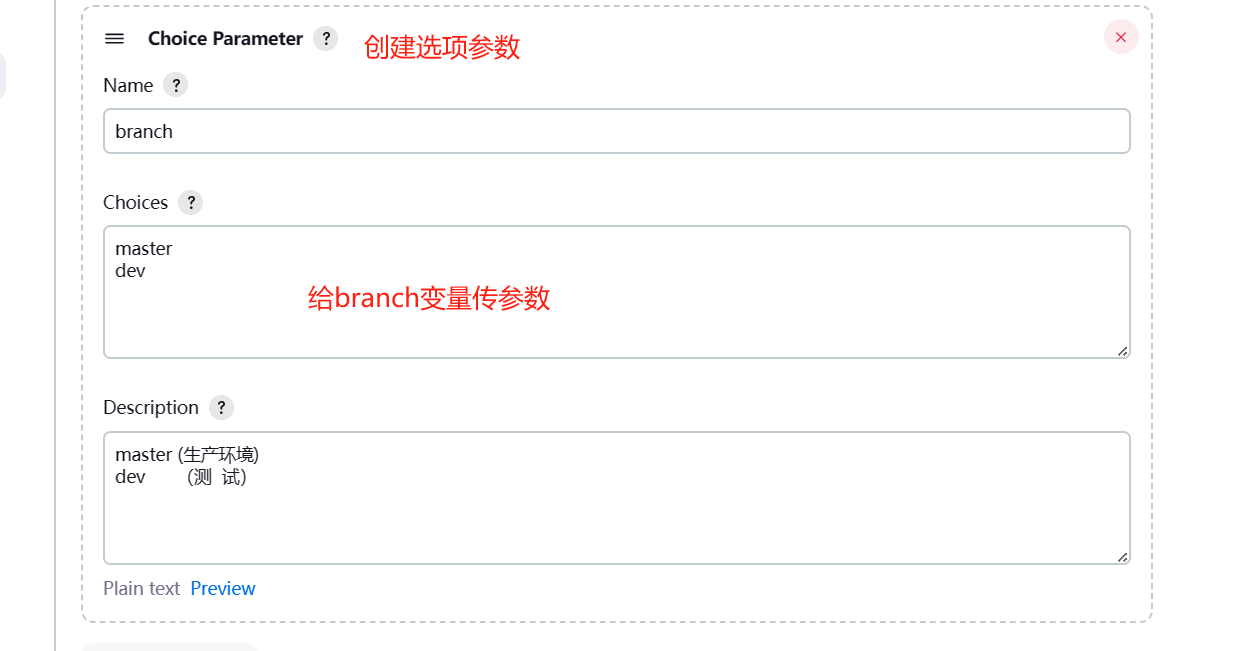 Choice Parameter ? 创建选项参数
Name ?
branch
Choices ?
master
dev
给branch变量传参数
Description ?
master (生产环境)
dev （测 试）
Plain text Preview